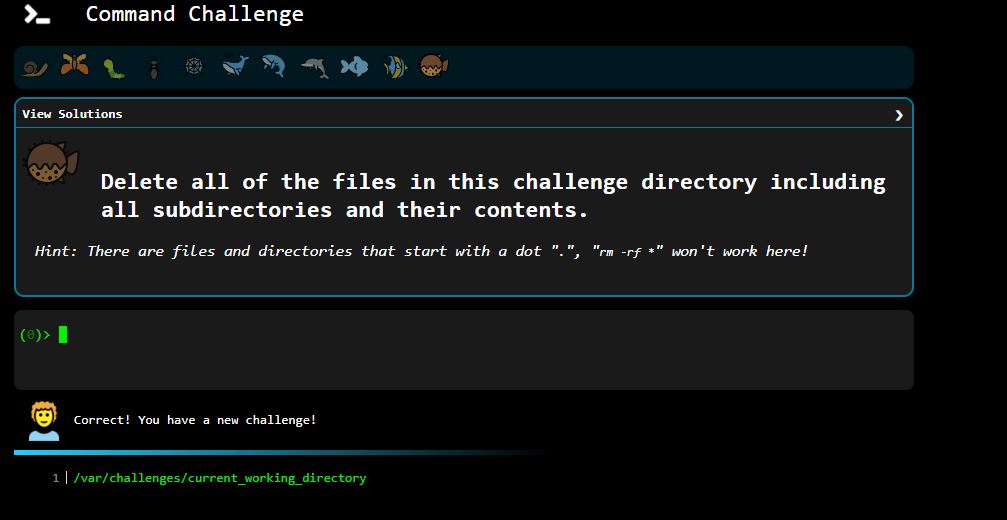 Command Challenge
View Solutions
Delete all of the files in this challenge directory including
all subdirectories and their contents.
Hint: There are files and directories that start with a dot ".", "rm -rf *" won't work here!
(0)>
Correct! You have a new challenge!
1 /var/challenges/current_working_directory